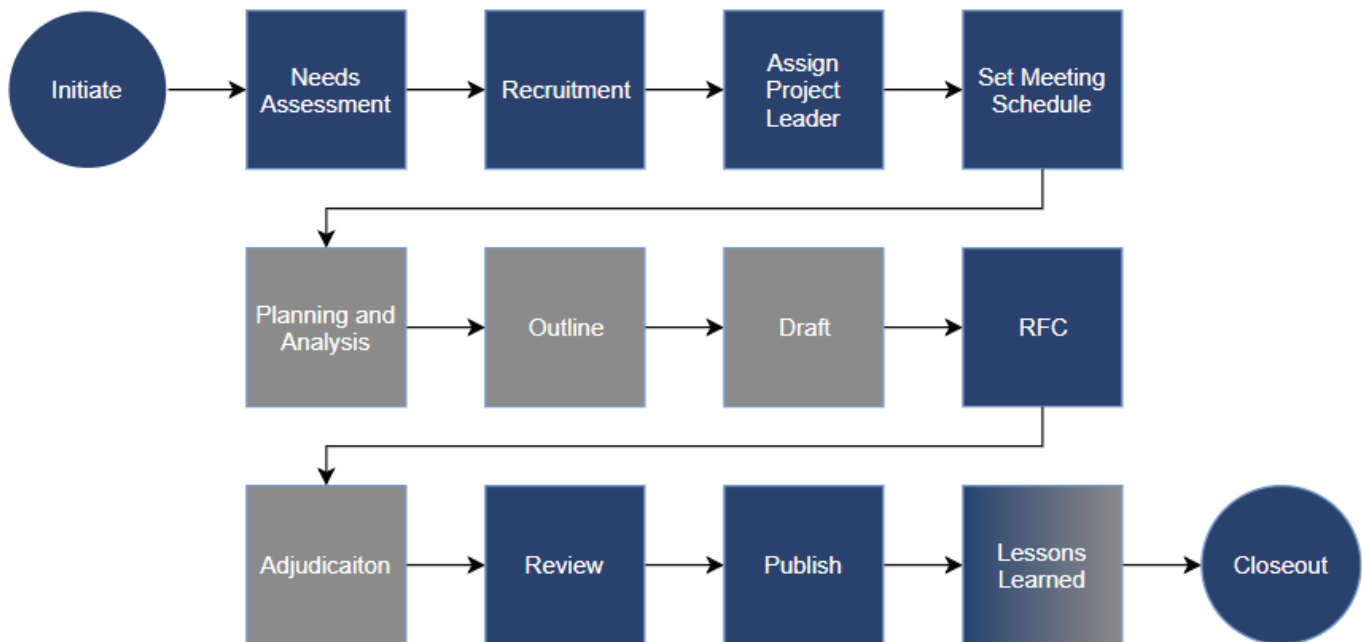 Initiate
Needs
Assessment
Recruitment
Assign
Project
Leader
Set Meeting
Schedule
Planning and
Analysis
Outline
Draft
RFC
Adjudicaiton
Review
Publish
Lessons
Learned
Closeout